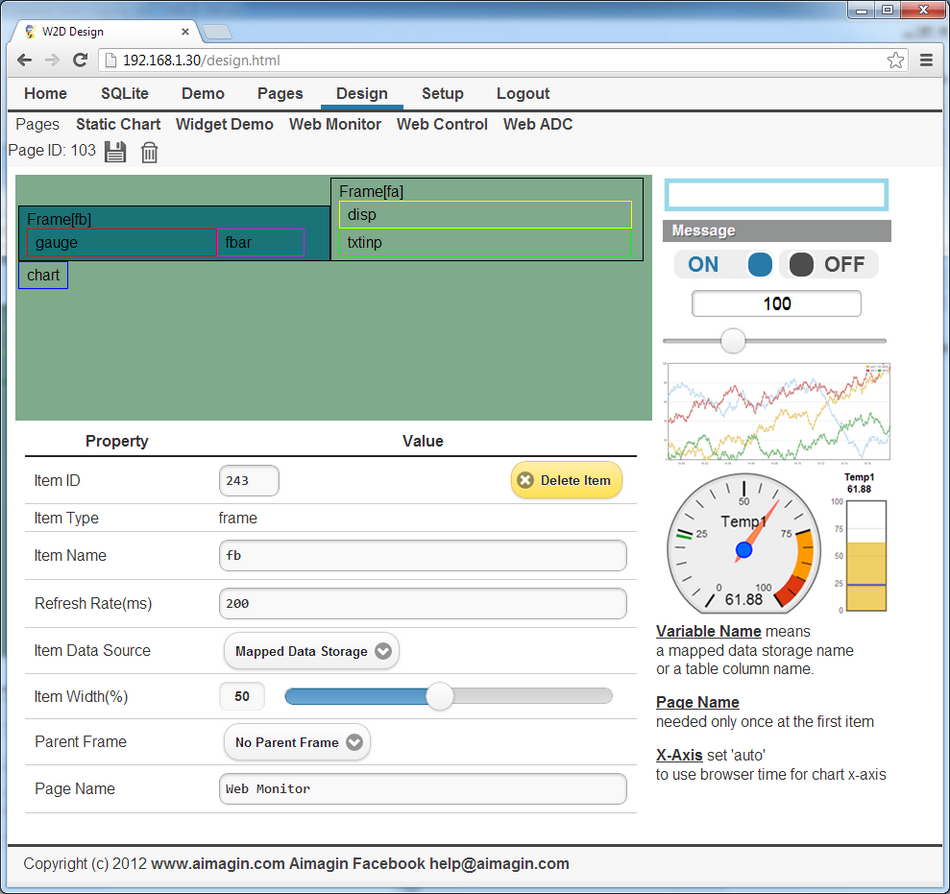 W2D Design
192.168.1.30/design.html
Home SQLite Demo Pages Design Setup Logout
Pages Static Chart Widget Demo Web Monitor Web Control Web ADC
Page ID: 103
Frame[fa]
disp
txtinp
Frame[fb]
gauge fbar
chart
Message
ON OFF
100
Temp1
61.88
100
75
50
25
0
0
25
50
75
100
Temp1
61.88
Variable Name means
a mapped data storage name
or a table column name.
Page Name
needed only once at the first item
X-Axis set 'auto'
to use browser time for chart x-axis
Property Value
Item ID 243 Delete Item
Item Type frame
Item Name fb
Refresh Rate(ms) 200
Item Data Source Mapped Data Storage
Item Width(%) 50
Parent Frame No Parent Frame
Page Name Web Monitor
Copyright (c) 2012 www.aimagin.com Aimagin Facebook help@aimagin.com